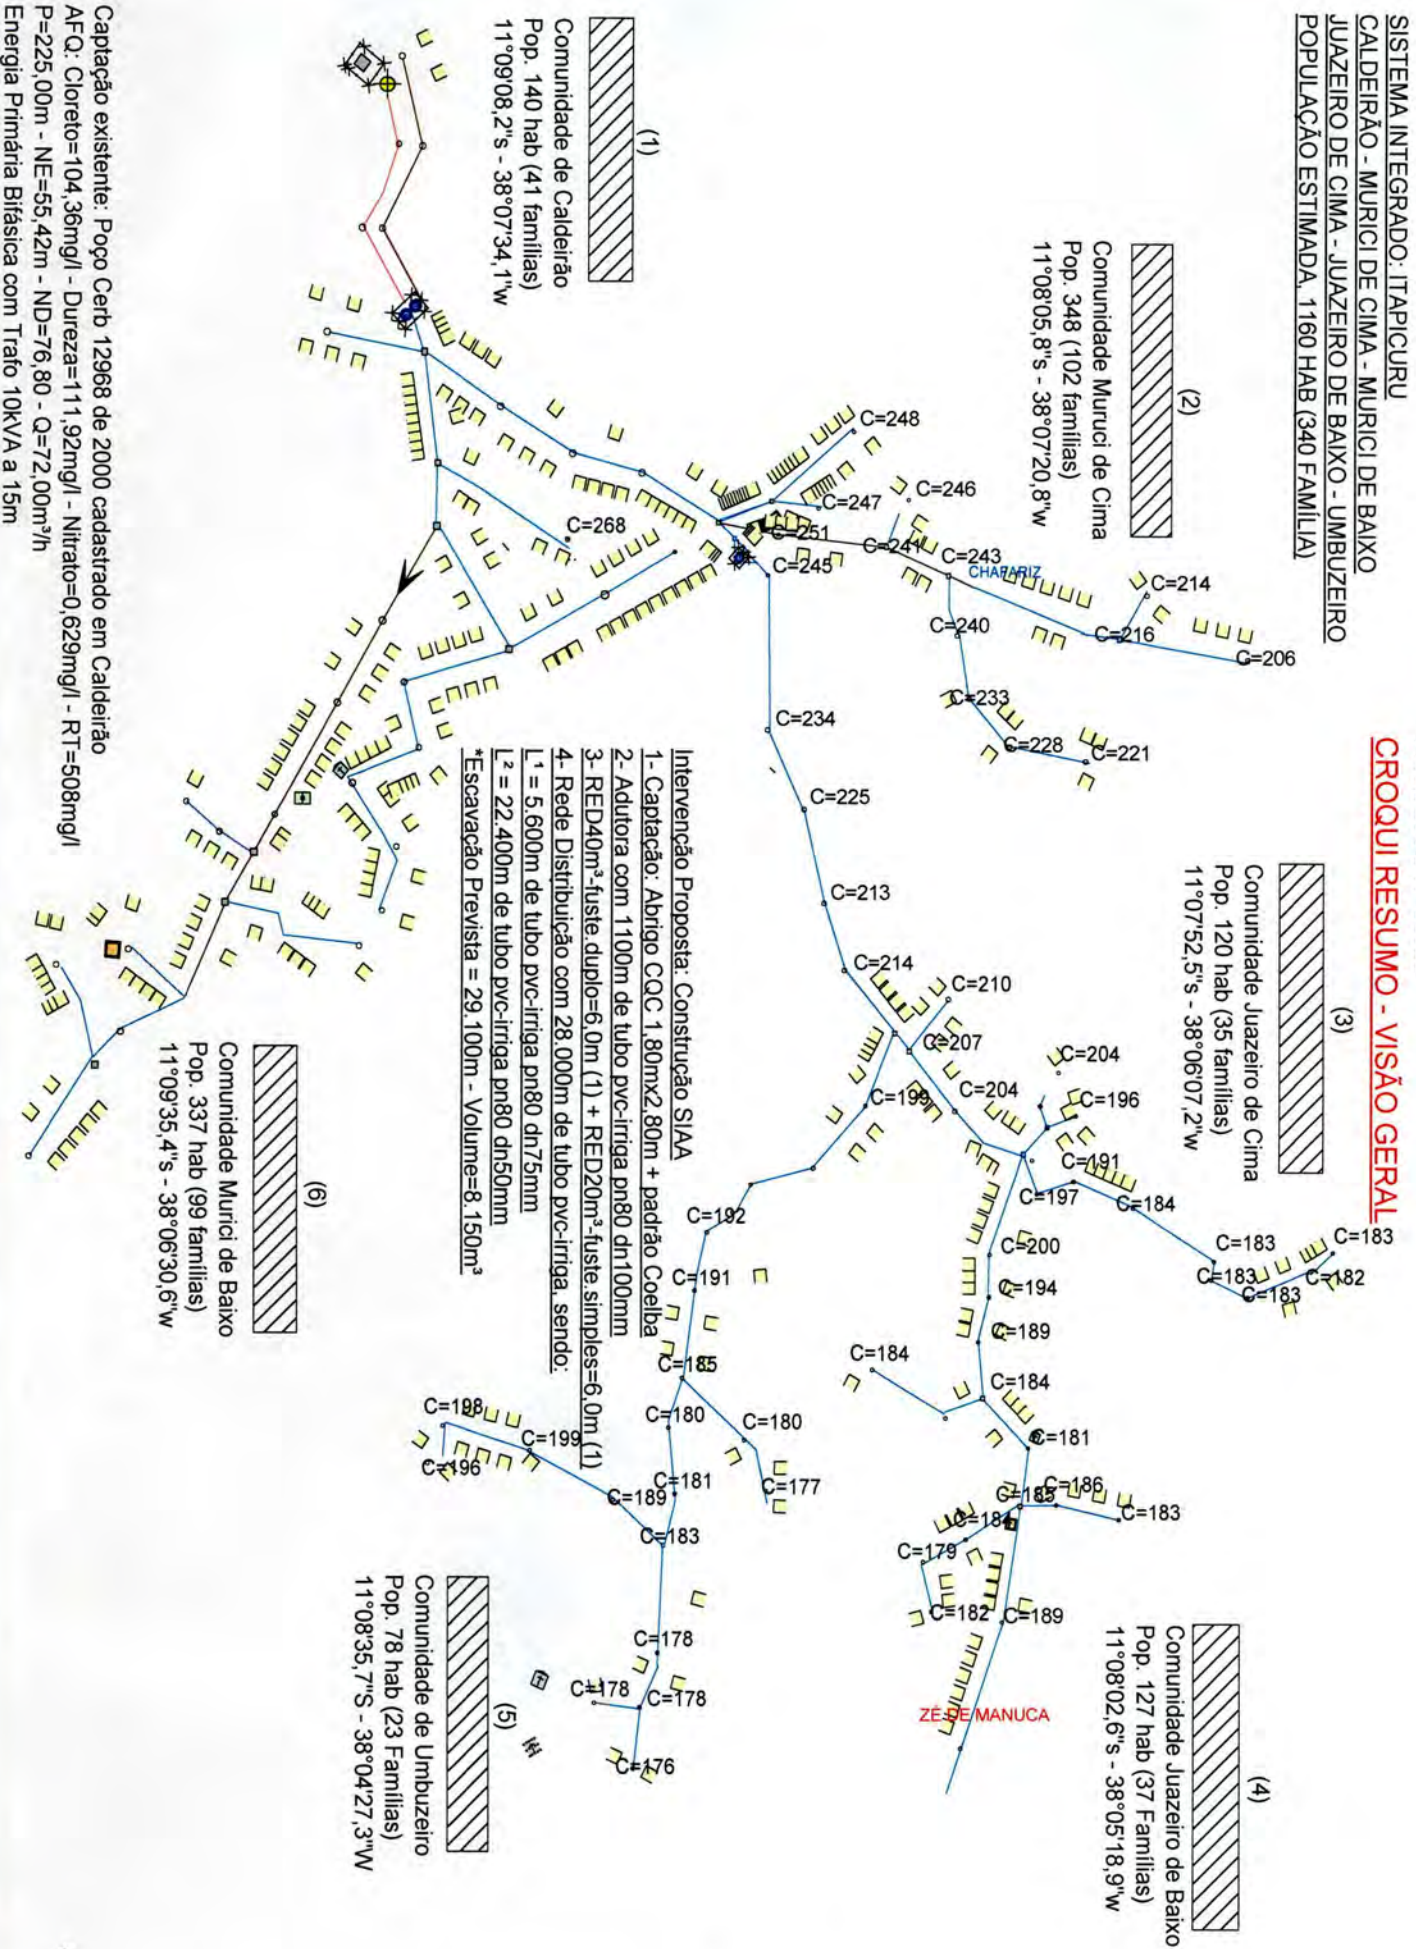 SISTEMA INTEGRADO: ITAPICURU
CALDEIRÃO - MURICI DE CIMA - MURICI DE BAIXO
JUAZEIRO DE CIMA - JUAZEIRO DE BAIXO - UMBUZEIRO
POPULAÇÃO ESTIMADA, 1160 HAB (340 FAMÍLIA)
CROQUI RESUMO - VISÃO GERAL
(1)
Comunidade de Caldeirão
Pop. 140 hab (41 famílias)
11°09'08,2"s - 38°07'34,1"w
(2)
Comunidade Muruci de Cima
Pop. 348 (102 famílias)
11°08'05,8"s - 38°07'20,8"w
(3)
Comunidade Juazeiro de Cima
Pop. 120 hab (35 famílias)
11°07'52,5"s - 38°06'07,2"w
(4)
Comunidade Juazeiro de Baixo
Pop. 127 hab (37 Famílias)
11°08'02,6"s - 38°05'18,9"w
(5)
Comunidade de Umbuzeiro
Pop. 78 hab (23 Famílias)
11°08'35,7"S - 38°04'27,3"W
(6)
Comunidade Murici de Baixo
Pop. 337 hab (99 famílias)
11°09'35,4"s - 38°06'30,6"w
Intervenção Proposta: Construção SIAA
1- Captação: Abrigo CQC 1,80mx2,80m + padrão Coelba
2- Adutora com 1100m de tubo pvc-irriga pn80 dn100mm
3- RED40m³-fuste.duplo=6,0m (1) + RED20m³-fuste.simples=6,0m (1)
4- Rede Distribuição com 28.000m de tubo pvc-irriga, sendo:
L¹ = 5.600m de tubo pvc-irriga pn80 dn75mm
L² = 22.400m de tubo pvc-irriga pn80 dn50mm
*Escavação Prevista = 29.100m - Volume=8.150m³
Captação existente: Poço Cerb 12968 de 2000 cadastrado em Caldeirão
AFQ: Cloreto=104,36mg/l - Dureza=111,92mg/l - Nitrato=0,629mg/l - RT=508mg/l
P=225,00m - NE=55,42m - ND=76,80 - Q=72,00m³/h
Energia Primária Bifásica com Trafo 10kVA a 15m
C=248
C=246
C=247
C=268
C=251
C=241
C=243
C=245
CHAFARIZ
C=214
C=240
C=216
C=206
C=233
C=234
C=228
C=221
C=225
C=213
C=214
C=210
C=207
C=204
C=204
C=199
C=196
C=191
C=197
C=184
C=192
C=200
C=183
C=183
C=183
C=182
C=183
C=191
C=194
C=189
C=185
C=184
C=184
C=198
C=180
C=180
C=199
C=181
C=196
C=181
C=177
C=189
C=185
C=186
C=183
C=183
C=184
C=179
C=182
C=189
C=178
C=178
C=178
ZÉ DE MANUCA
C=176